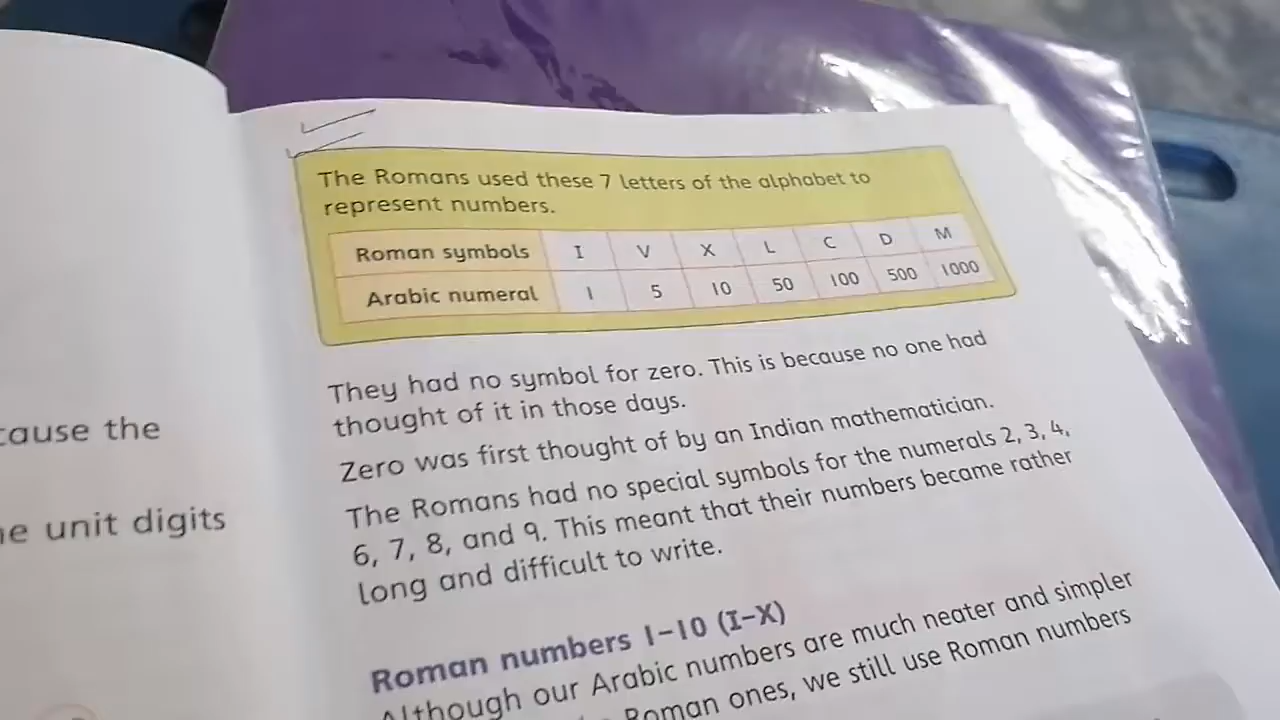 cause the
he unit digits
The Romans used these 7 letters of the alphabet to
represent numbers.
Roman symbols I V X L C D M
Arabic numeral 1 5 10 50 100 500 1000
They had no symbol for zero. This is because no one had
thought of it in those days.
Zero was first thought of by an Indian mathematician.
The Romans had no special symbols for the numerals 2, 3, 4,
6, 7, 8, and 9. This meant that their numbers became rather
long and difficult to write.
Roman numbers 1–10 (I–X)
Although our Arabic numbers are much neater and simpler
Roman ones, we still use Roman numbers